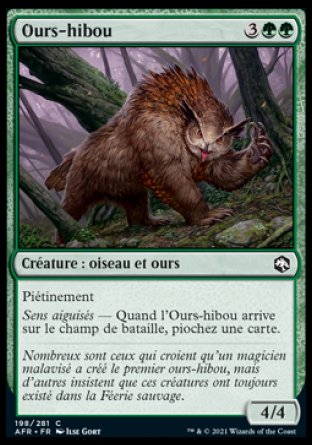 Ours-hibou 3
Créature : oiseau et ours
Piétinement
Sens aiguisés — Quand l'Ours-hibou arrive
sur le champ de bataille, piochez une carte.
Nombreux sont ceux qui croient qu'un magicien
malavisé a créé le premier ours-hibou, mais
d'autres insistent que ces créatures ont toujours
existé dans la Féerie sauvage.
4/4
198/281 C
AFR • FR Ilse Gort
™ & © 2021 Wizards of the Coast